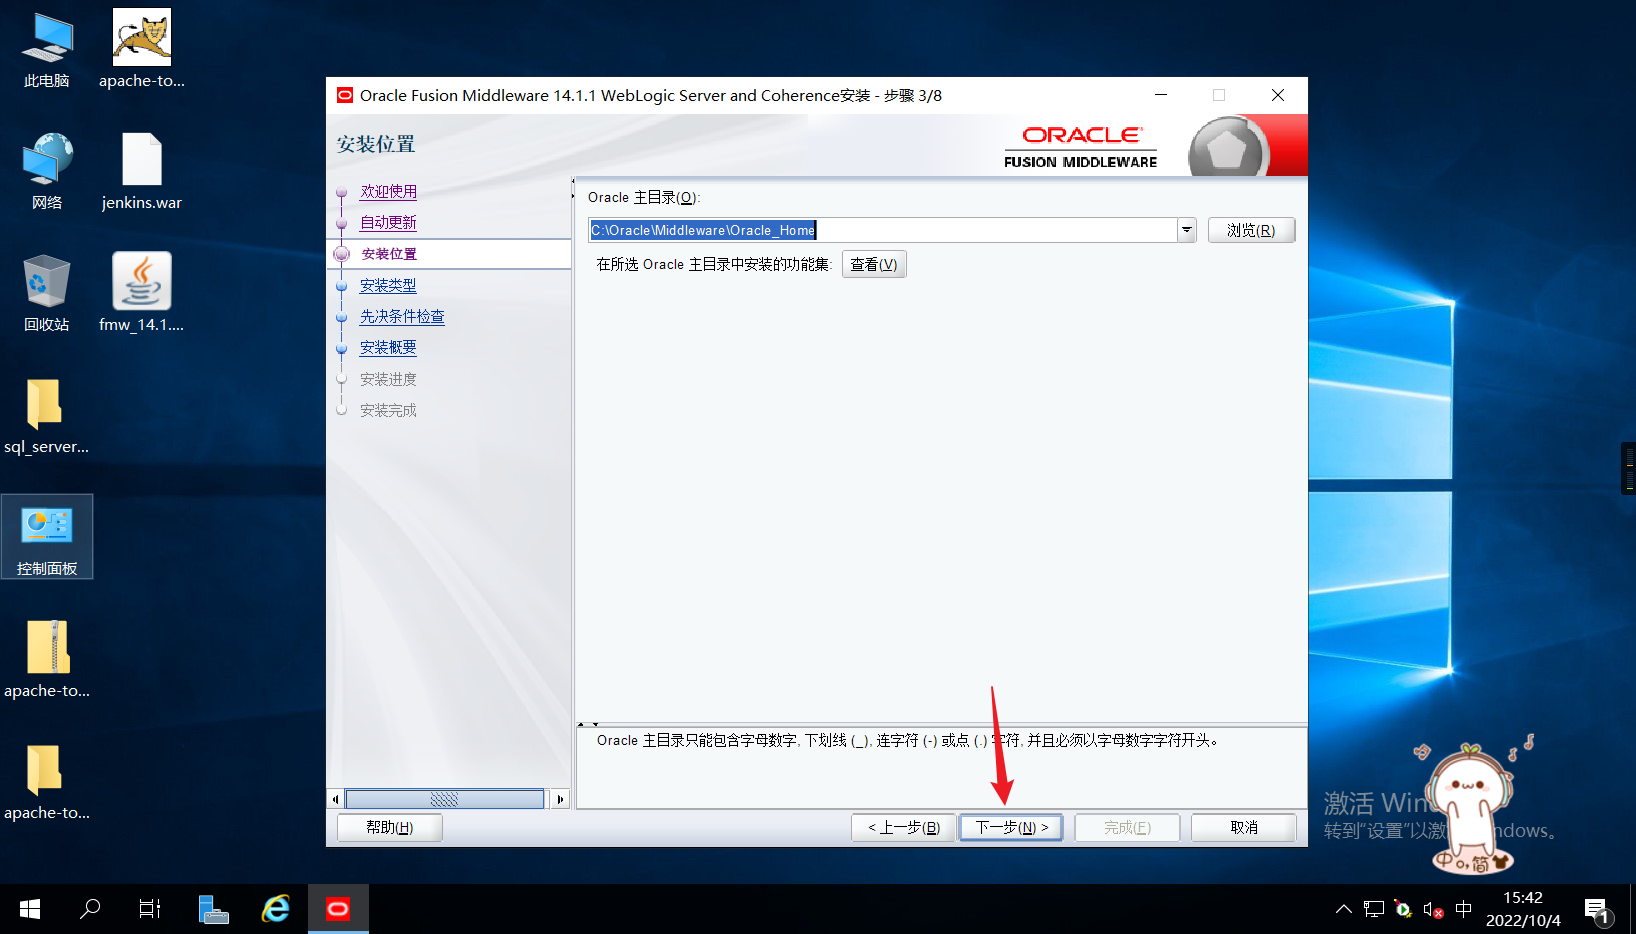 此电脑
apache-to...
网络
jenkins.war
回收站
fmw_14.1....
sql_server...
控制面板
apache-to...
apache-to...
Oracle Fusion Middleware 14.1.1 WebLogic Server and Coherence安装 - 步骤 3/8
安装位置
ORACLE
FUSION MIDDLEWARE
欢迎使用
自动更新
安装位置
安装类型
先决条件检查
安装概要
安装进度
安装完成
Oracle 主目录(O):
C:\Oracle\Middleware\Oracle_Home
浏览(R)
在所选 Oracle 主目录中安装的功能集:
查看(V)
Oracle 主目录只能包含字母数字, 下划线 (_), 连字符 (-) 或点 (.) 字符, 并且必须以字母数字字符开头。
帮助(H)
< 上一步(B)
下一步(N) >
完成(F)
取消
激活 Win
转到"设置"以激 ndows。
中 简
中
15:42
2022/10/4
1